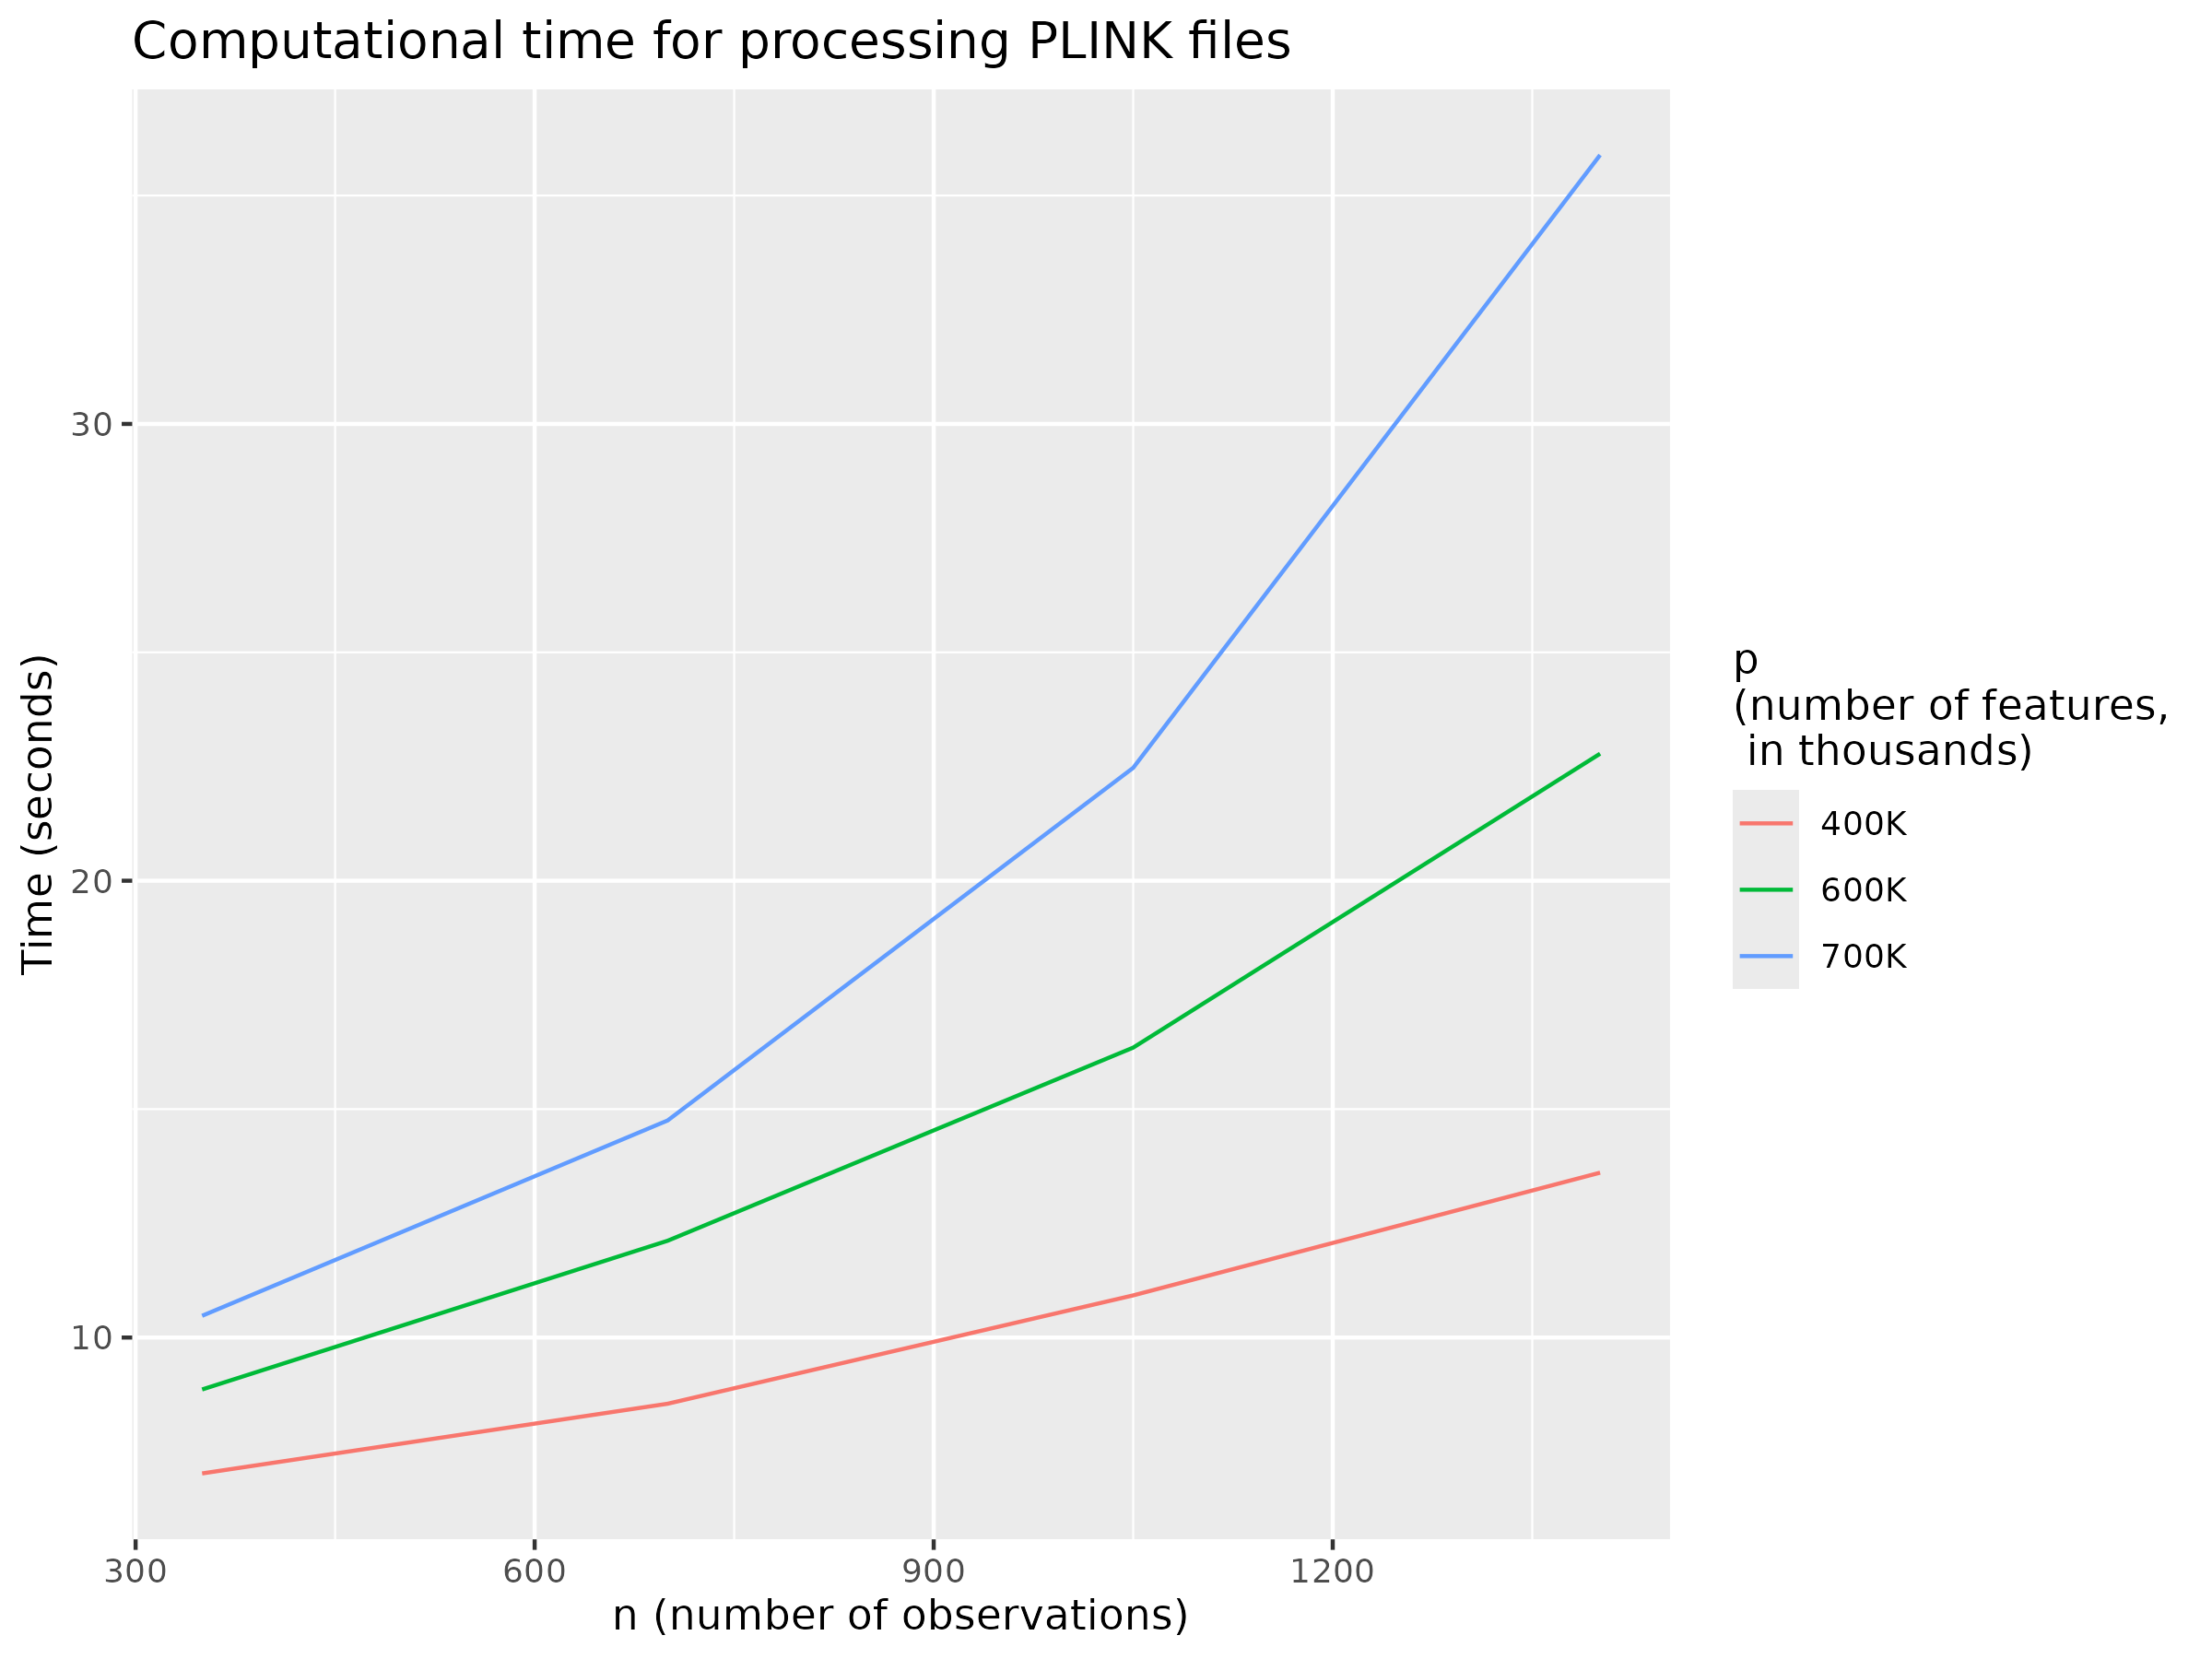 Computational time for processing PLINK files
Time (seconds)
30
20
10
300 600 900 1200
n (number of observations)
p
(number of features,
in thousands)
400K
600K
700K